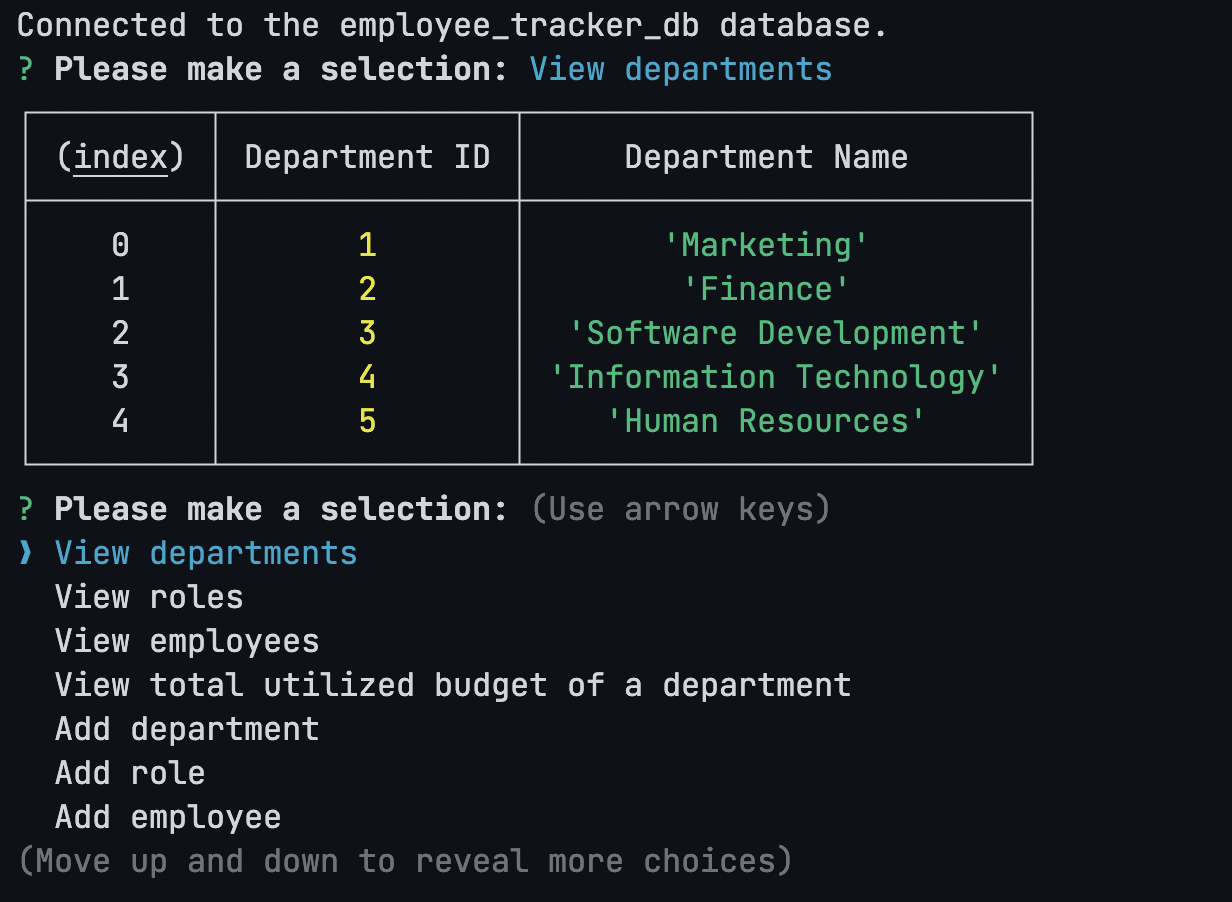 Connected to the employee_tracker_db database.
? Please make a selection: View departments
(index) Department ID Department Name
0 1 'Marketing'
1 2 'Finance'
2 3 'Software Development'
3 4 'Information Technology'
4 5 'Human Resources'
? Please make a selection: (Use arrow keys)
❯ View departments
View roles
View employees
View total utilized budget of a department
Add department
Add role
Add employee
(Move up and down to reveal more choices)